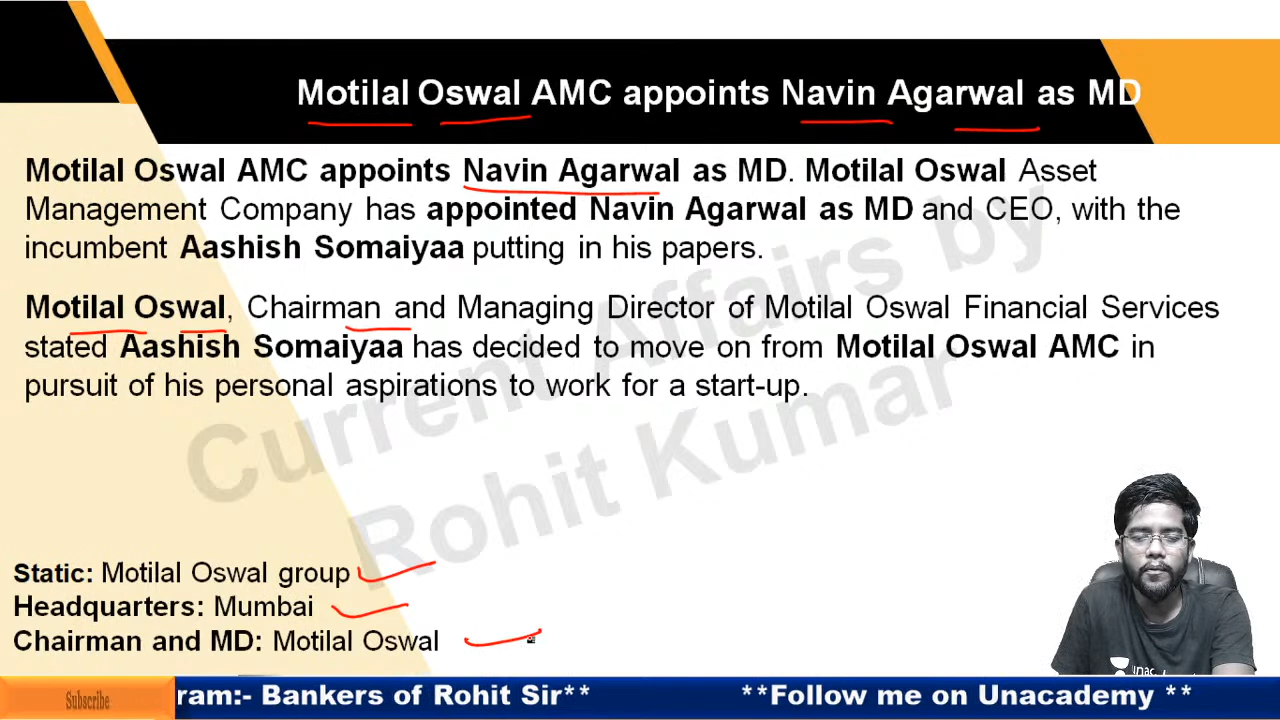 Motilal Oswal AMC appoints Navin Agarwal as MD
Motilal Oswal AMC appoints Navin Agarwal as MD. Motilal Oswal Asset
Management Company has appointed Navin Agarwal as MD and CEO, with the
incumbent Aashish Somaiyaa putting in his papers.
Motilal Oswal, Chairman and Managing Director of Motilal Oswal Financial Services
stated Aashish Somaiyaa has decided to move on from Motilal Oswal AMC in
pursuit of his personal aspirations to work for a start-up.
Current Affairs by
Rohit Kumar
Static: Motilal Oswal group
Headquarters: Mumbai
Chairman and MD: Motilal Oswal
Subscribe
ram:- Bankers of Rohit Sir** **Follow me on Unacademy **